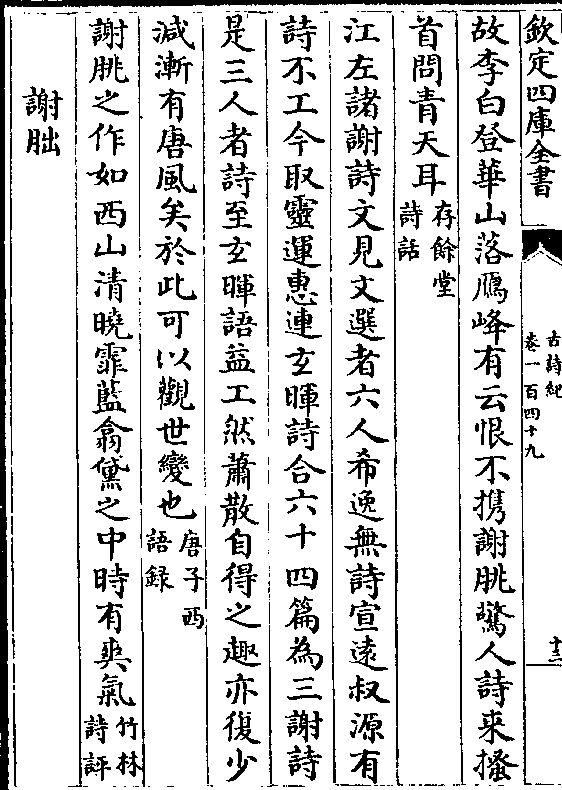 欽定四庫全書
古詩紀
卷一百四十九
十三
故李白登華山落鴈峰有云恨不携謝朓驚人詩来搔
首問青天耳存餘堂
詩話
江左諸謝詩文見文選者六人希逸無詩宣遠叔源有
詩不工今取靈運惠連玄暉詩合六十四篇為三謝詩
是三人者詩至玄暉語益工然蕭散自得之趣亦復少
減漸有唐風矣於此可以觀世變也唐子西
語録
謝朓之作如西山清曉霏藍翕黛之中時有爽氣竹林
詩評
謝朏